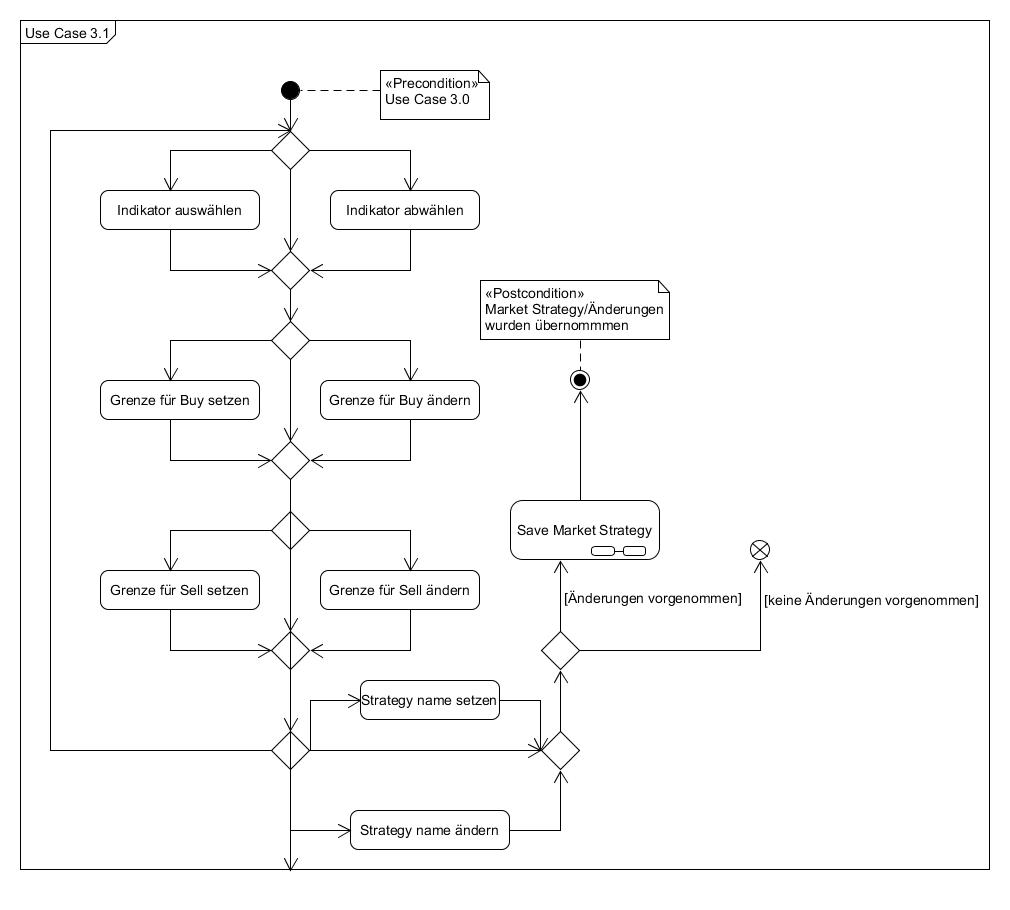 Use Case 3.1
«Precondition»
Use Case 3.0
Indikator auswählen
Indikator abwählen
«Postcondition»
Market Strategy/Änderungen
wurden übernommmen
Grenze für Buy setzen
Grenze für Buy ändern
Save Market Strategy
Grenze für Sell setzen
Grenze für Sell ändern
[Änderungen vorgenommen]
[keine Änderungen vorgenommen]
Strategy name setzen
Strategy name ändern